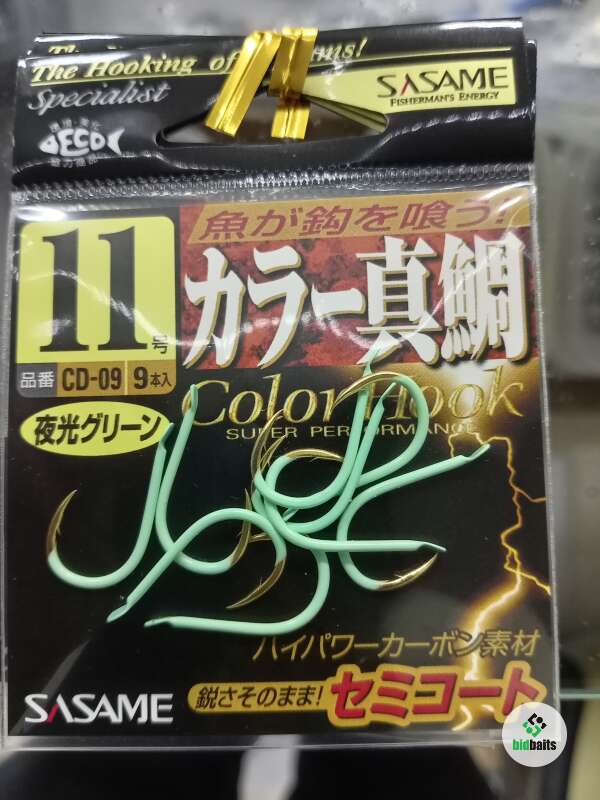 The Hooking of
Specialist
SASAME
FISHERMAN'S ENERGY
ECO
魚が鈎を喰う!
11号
カラー真鯛
品番 CD-09 9本入
Color Hook
SUPER PERFORMANCE
夜光グリーン
ハイパワーカーボン素材
鋭さそのまま! セミコート
SASAME
bidbaits